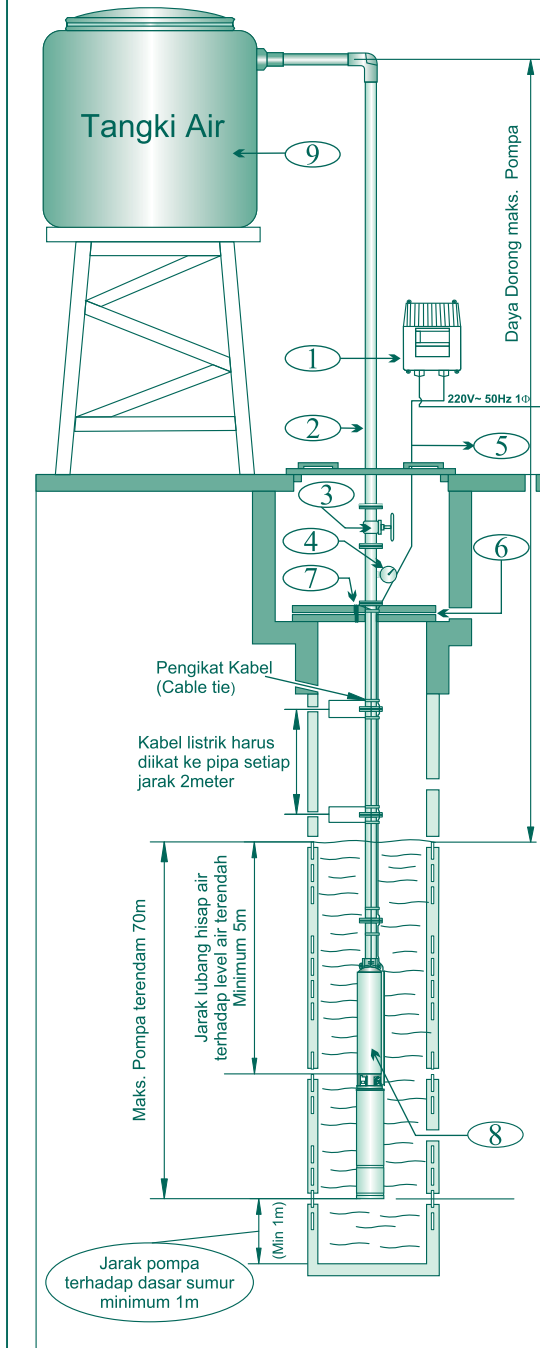 Tangki Air
9
Daya Dorong maks. Pompa
1
220V~ 50Hz 1Φ
2
5
3
4
6
7
Pengikat Kabel
(Cable tie)
Kabel listrik harus
diikat ke pipa setiap
jarak 2meter
Maks. Pompa terendam 70m
Jarak lubang hisap air
terhadap level air terendah
Minimum 5m
8
(Min 1m)
Jarak pompa
terhadap dasar sumur
minimum 1m